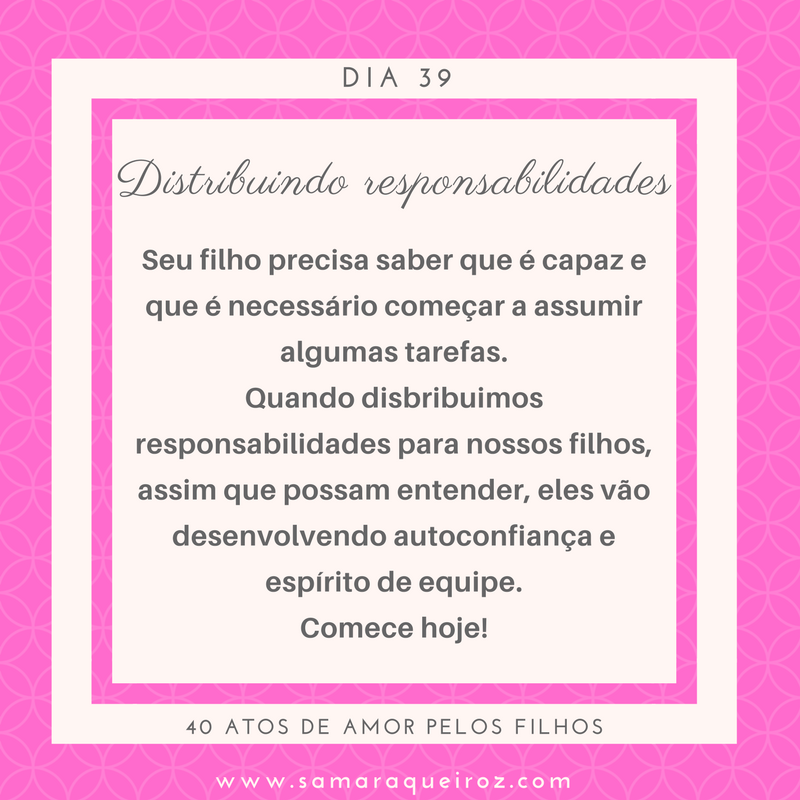 DIA 39
Distribuindo responsabilidades
Seu filho precisa saber que é capaz e
que é necessário começar a assumir
algumas tarefas.
Quando disbribuimos
responsabilidades para nossos filhos,
assim que possam entender, eles vão
desenvolvendo autoconfiança e
espírito de equipe.
Comece hoje!
40 ATOS DE AMOR PELOS FILHOS
www.samaraqueiroz.com